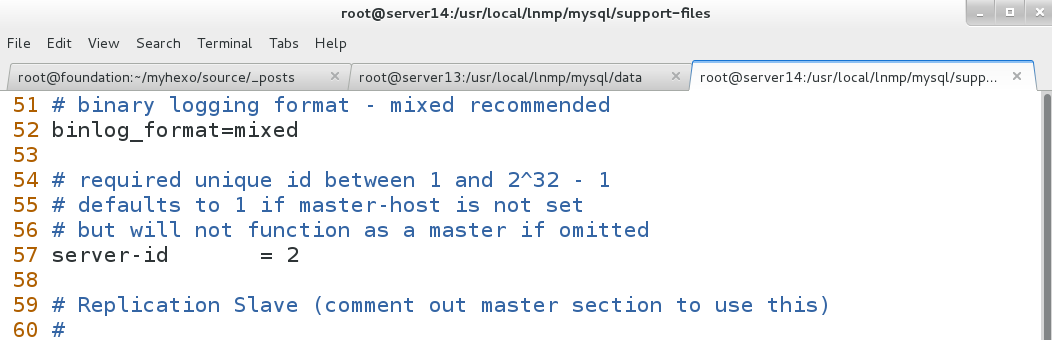 root@server14:/usr/local/lnmp/mysql/support-files
File Edit View Search Terminal Tabs Help
root@foundation:~/myhexo/source/_posts × root@server13:/usr/local/lnmp/mysql/data × root@server14:/usr/local/lnmp/mysql/supp... ×
51 # binary logging format - mixed recommended
52 binlog_format=mixed
53
54 # required unique id between 1 and 2^32 - 1
55 # defaults to 1 if master-host is not set
56 # but will not function as a master if omitted
57 server-id       = 2
58
59 # Replication Slave (comment out master section to use this)
60 #